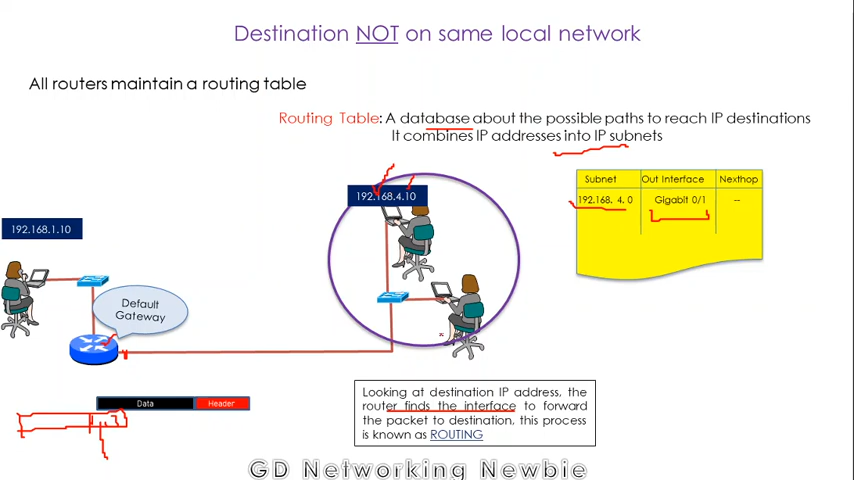 Destination NOT on same local network
All routers maintain a routing table
Routing Table: A database about the possible paths to reach IP destinations
It combines IP addresses into IP subnets
Subnet Out Interface Nexthop
192.168. 4. 0 Gigabit 0/1 --
192.168.4.10
192.168.1.10
Default
Gateway
Data Header
Looking at destination IP address, the
router finds the interface to forward
the packet to destination, this process
is known as ROUTING
GD Networking Newbie